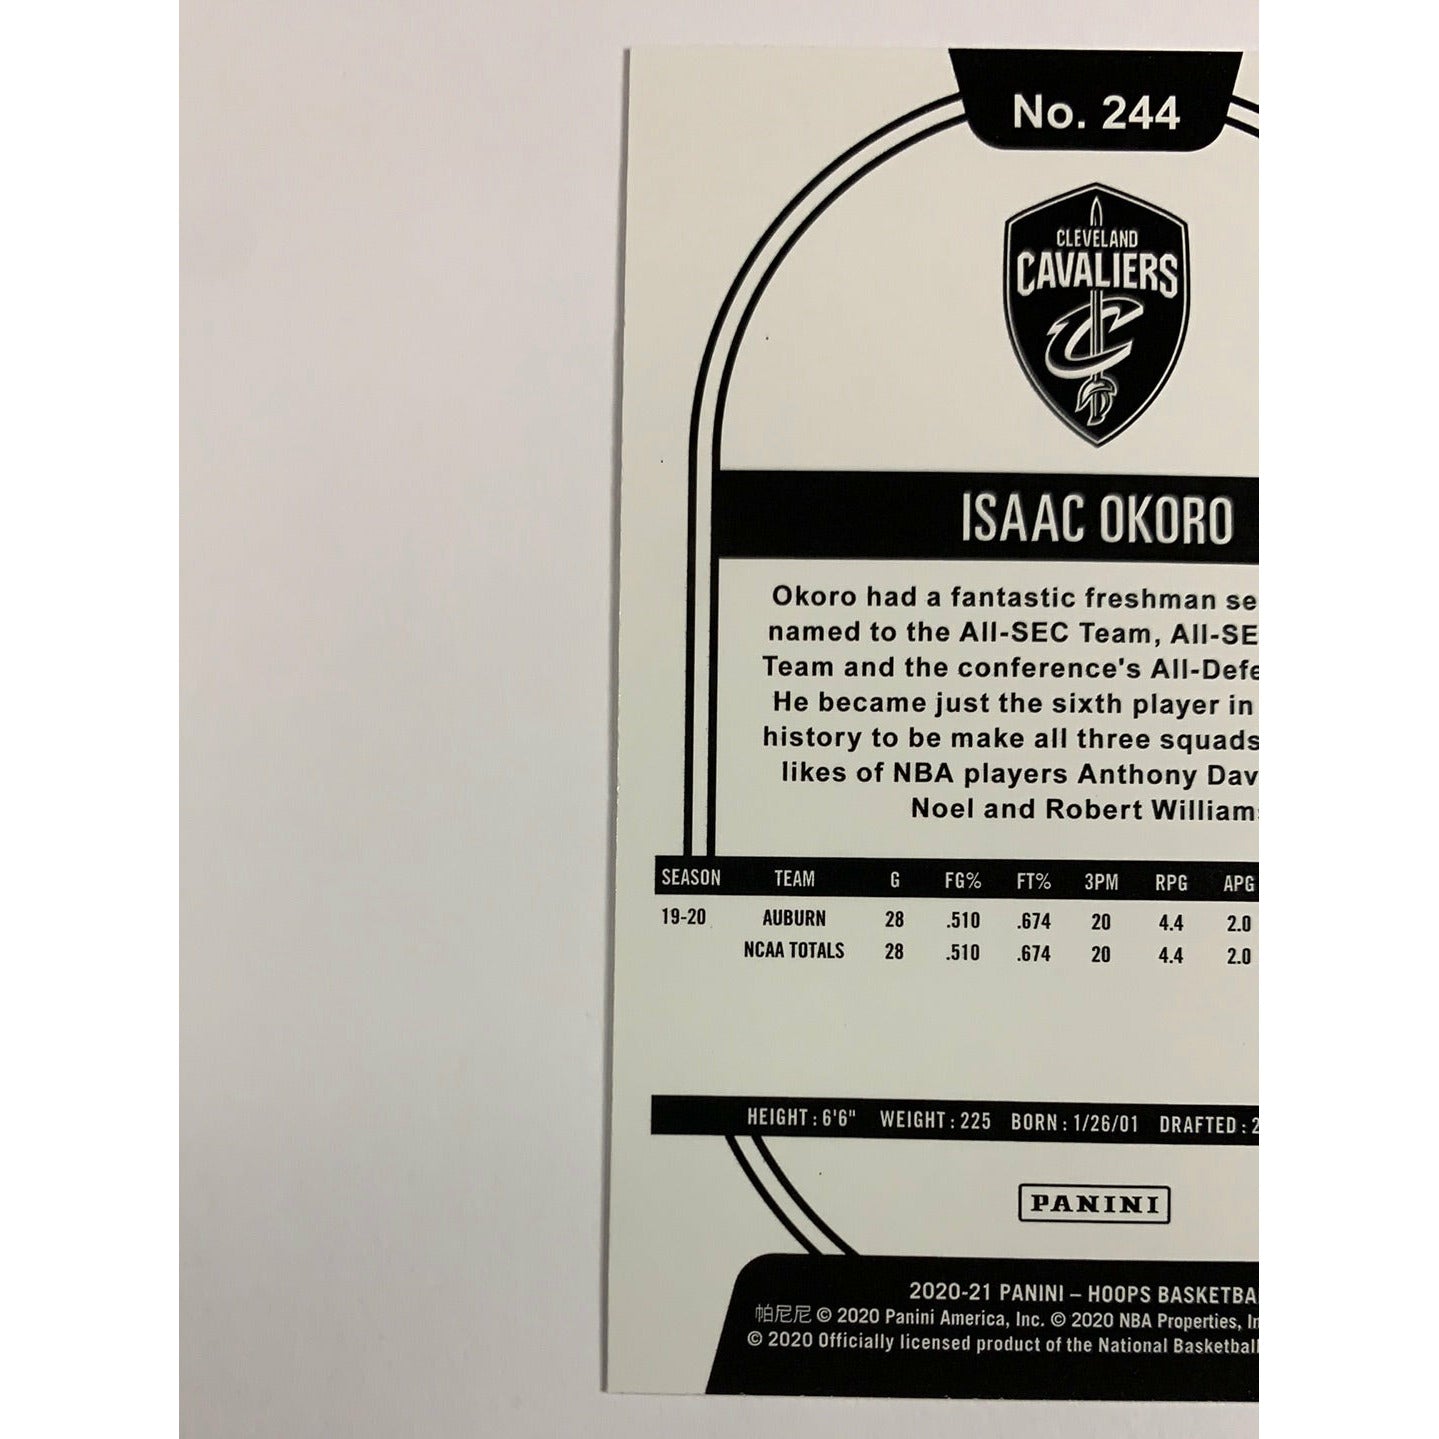 No. 244
CLEVELAND
CAVALIERS
C
ISAAC OKORO
Okoro had a fantastic freshman se
named to the All-SEC Team, All-SE
Team and the conference's All-Defe
He became just the sixth player in
history to be make all three squads
likes of NBA players Anthony Dav
Noel and Robert Williams
SEASON TEAM G FG% FT% 3PM RPG APG
19-20 AUBURN 28 .510 .674 20 4.4 2.0
NCAA TOTALS 28 .510 .674 20 4.4 2.0
HEIGHT : 6'6" WEIGHT : 225 BORN : 1/26/01 DRAFTED : 2
PANINI
2020-21 PANINI – HOOPS BASKETBA
帕尼尼 © 2020 Panini America, Inc. © 2020 NBA Properties, In
© 2020 Officially licensed product of the National Basketball